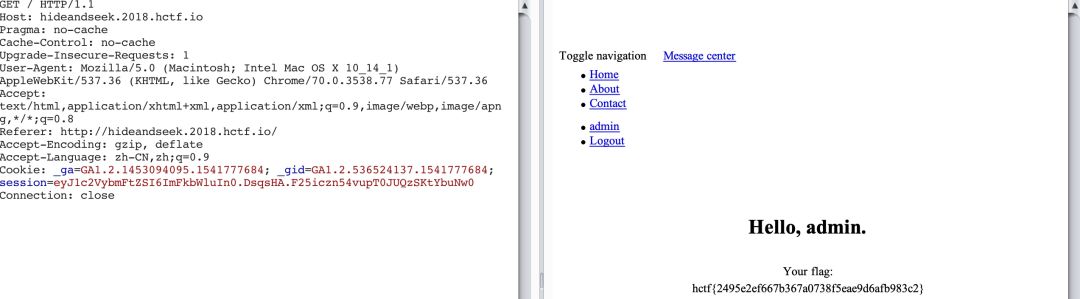 GET / HTTP/1.1
Host: hideandseek.2018.hctf.io
Pragma: no-cache
Cache-Control: no-cache
Upgrade-Insecure-Requests: 1
User-Agent: Mozilla/5.0 (Macintosh; Intel Mac OS X 10_14_1)
AppleWebKit/537.36 (KHTML, like Gecko) Chrome/70.0.3538.77 Safari/537.36
Accept:
text/html,application/xhtml+xml,application/xml;q=0.9,image/webp,image/apn
g,*/*;q=0.8
Referer: http://hideandseek.2018.hctf.io/
Accept-Encoding: gzip, deflate
Accept-Language: zh-CN,zh;q=0.9
Cookie: _ga=GA1.2.1453094095.1541777684; _gid=GA1.2.536524137.1541777684;
session=eyJ1c2VybmFtZSI6ImFkbWluIn0.DsqsHA.F25iczn54vupT0JUQzSKtYbuNw0
Connection: close
Toggle navigation Message center
Home
About
Contact
admin
Logout
Hello, admin.
Your flag:
hctf{2495e2ef667b367a0738f5eae9d6afb983c2}